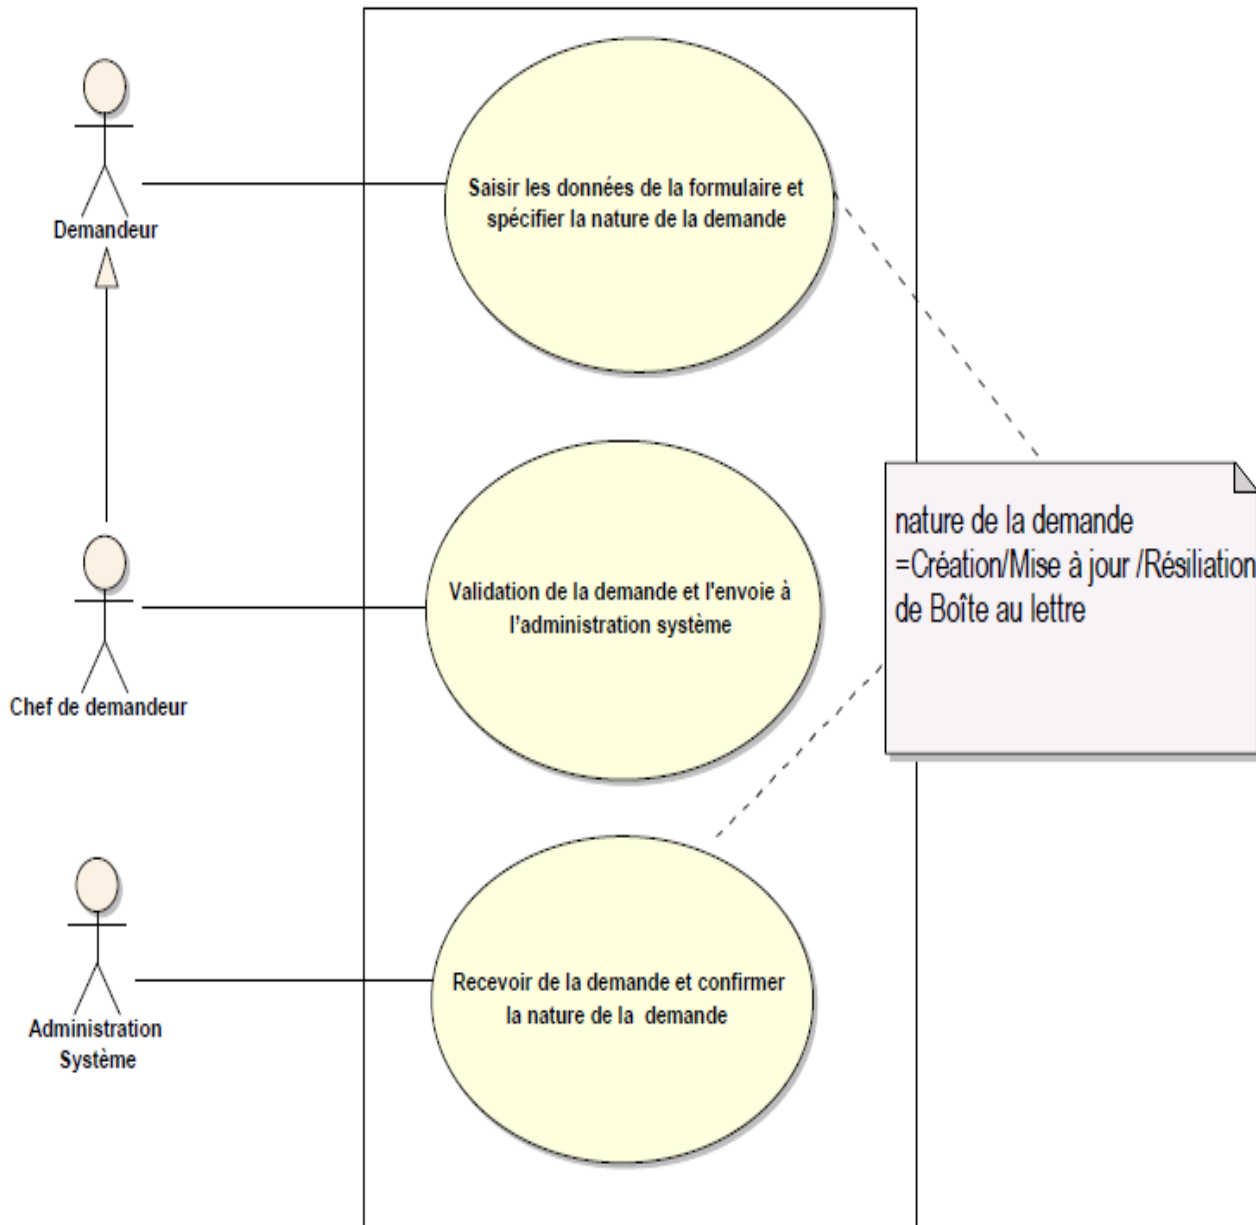 Demandeur
Saisir les données de la formulaire et
spécifier la nature de la demande
nature de la demande
=Création/Mise à jour /Résiliation
de Boîte au lettre
Validation de la demande et l'envoie à
l’administration système
Chef de demandeur
Recevoir de la demande et confirmer
la nature de la  demande
Administration
Système